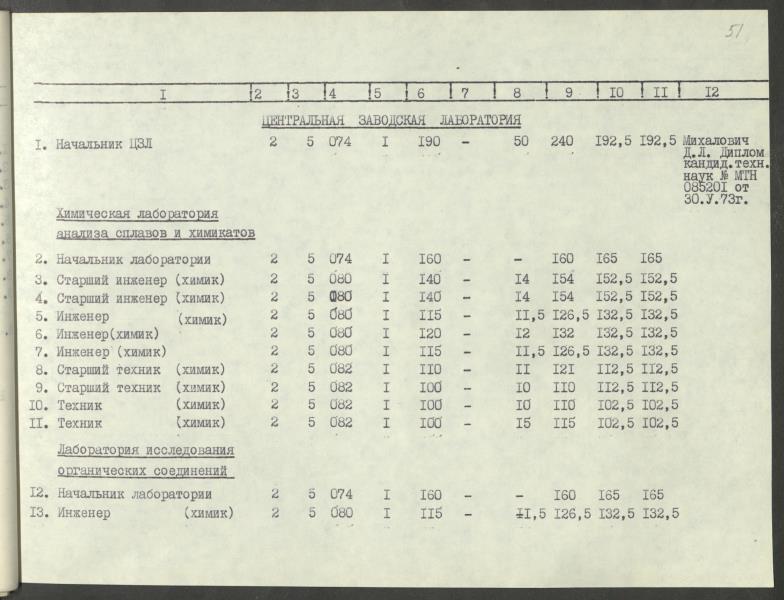 51
I ! 2 ! 3 ! 4 ! 5 ! 6 ! 7 ! 8 ! 9 ! I0 ! II ! I2
ЦЕНТРАЛЬНАЯ ЗАВОДСКАЯ ЛАБОРАТОРИЯ
I. Начальник ЦЗЛ 2 5 074 I I90 - 50 240 I92,5 I92,5 Михалович
Д.Л. Диплом
кандид.техн.
наук № МТН
08520I от
30.У.73г.
Химическая лаборатория
анализа сплавов и химикатов
2. Начальник лаборатории 2 5 074 I I60 - - I60 I65 I65
3. Старший инженер (химик) 2 5 080 I I40 - I4 I54 I52,5 I52,5
4. Старший инженер (химик) 2 5 080 I I40 - I4 I54 I52,5 I52,5
5. Инженер (химик) 2 5 080 I II5 - II,5 I26,5 I32,5 I32,5
6. Инженер(химик) 2 5 080 I I20 - I2 I32 I32,5 I32,5
7. Инженер (химик) 2 5 080 I II5 - II,5 I26,5 I32,5 I32,5
8. Старший техник (химик) 2 5 082 I II0 - II I2I II2,5 II2,5
9. Старший техник (химик) 2 5 082 I I00 - I0 II0 II2,5 II2,5
I0. Техник (химик) 2 5 082 I I00 - I0 II0 I02,5 I02,5
II. Техник (химик) 2 5 082 I I00 - I5 II5 I02,5 I02,5
Лаборатория исследования
органических соединений
I2. Начальник лаборатории 2 5 074 I I60 - - I60 I65 I65
I3. Инженер (химик) 2 5 080 I II5 - II,5 I26,5 I32,5 I32,5